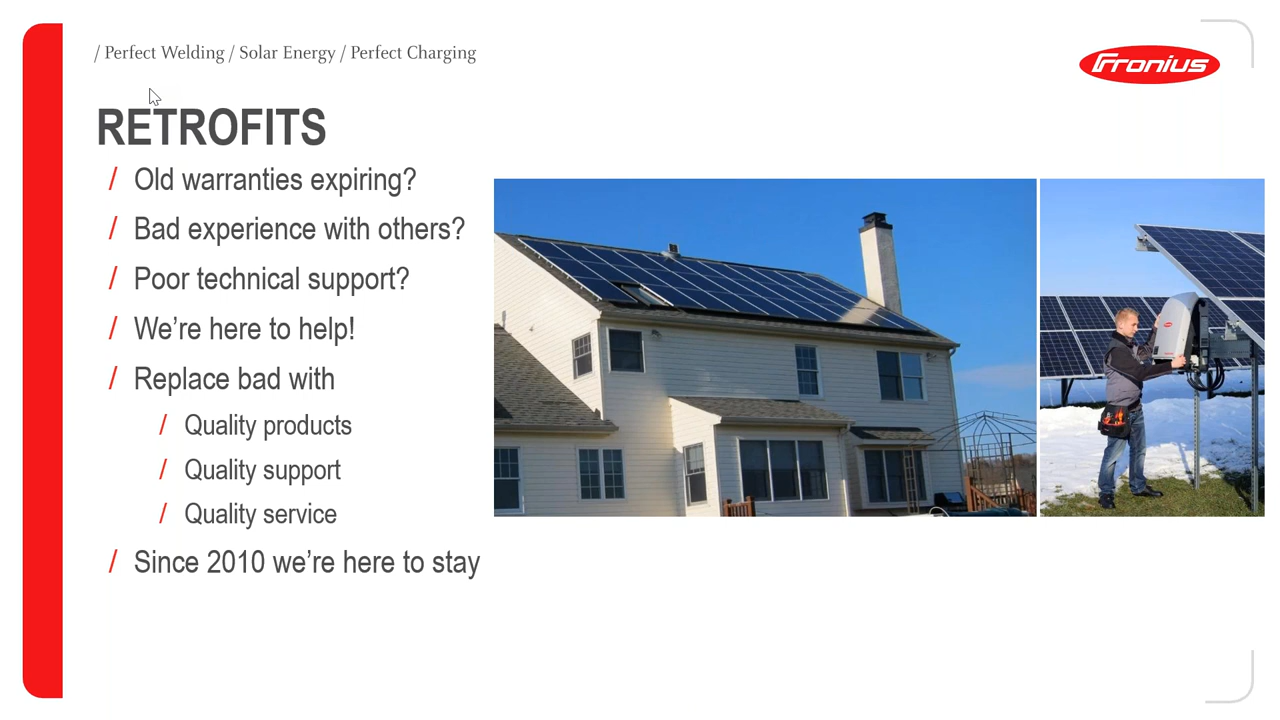 / Perfect Welding / Solar Energy / Perfect Charging
Fronius
RETROFITS
/ Old warranties expiring?
/ Bad experience with others?
/ Poor technical support?
/ We’re here to help!
/ Replace bad with
/ Quality products
/ Quality support
/ Quality service
/ Since 2010 we’re here to stay